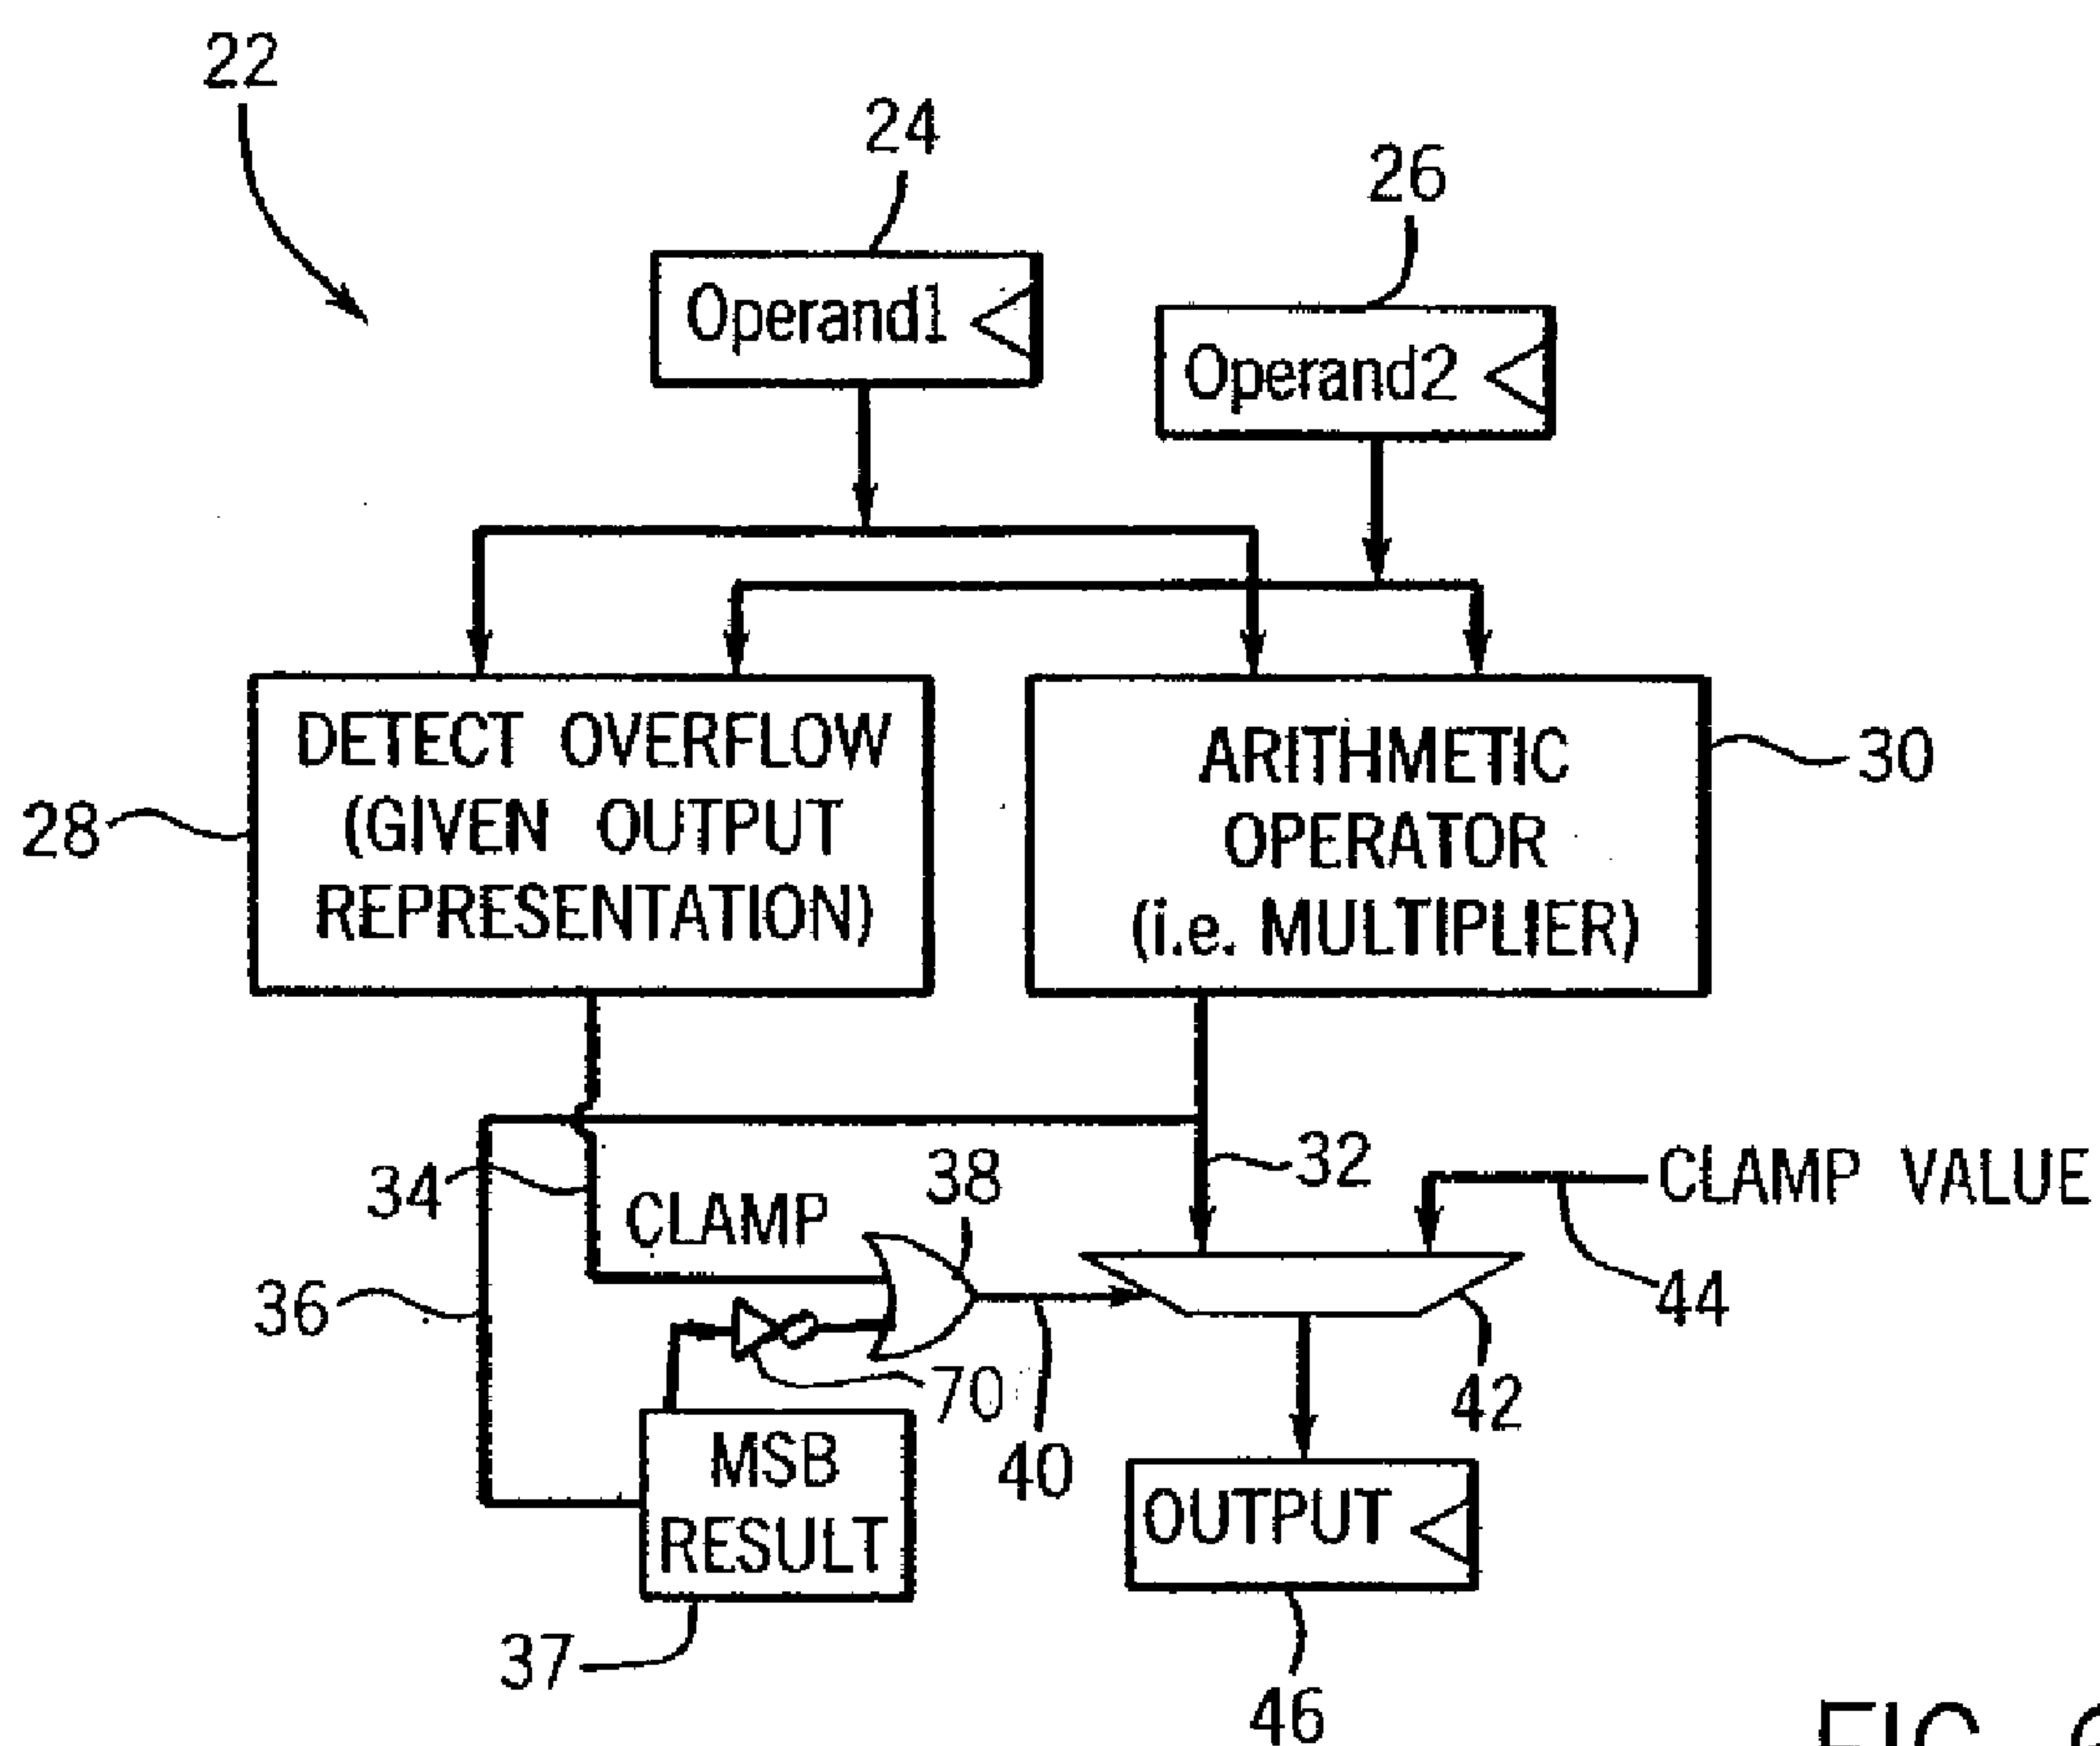 22
24
26
Operand1
Operand2
DETECT OVERFLOW
(GIVEN OUTPUT
REPRESENTATION)
28
ARITHMETIC
OPERATOR
(i.e. MULTIPLIER)
30
34
CLAMP
38
32
CLAMP VALUE
36
44
70
42
40
MSB
RESULT
OUTPUT
37
46
FIG.